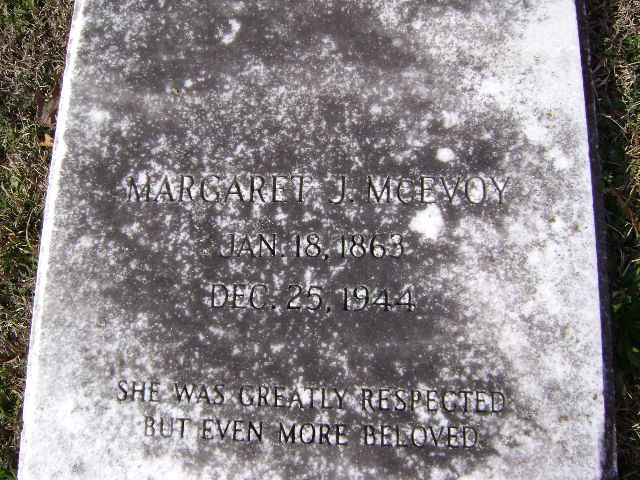 MARGARET J. MCEVOY
JAN. 18, 1863
DEC. 25, 1944
SHE WAS GREATLY RESPECTED
BUT EVEN MORE BELOVED